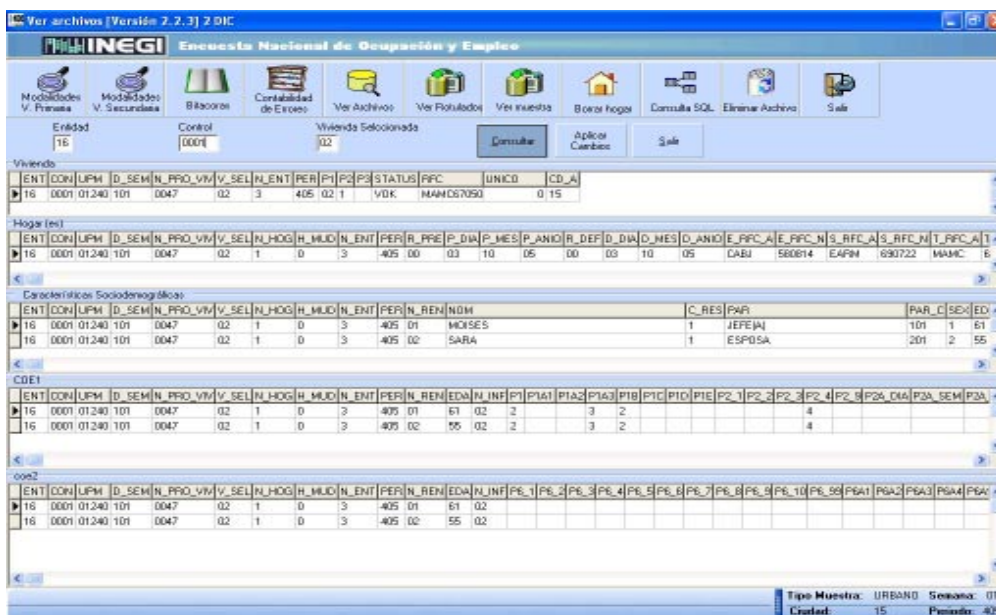 Ver archivos [Versión 2.2.3] 2 DIC
INEGI Encuesta Nacional de Ocupación y Empleo
Modalidades V. Primaria
Modalidades V. Secundaria
Bitacoras
Contabilidad de Exceso
Ver Archivos
Ver Rotulados
Ver muestra
Borrar hogar
Consulta SQL
Eliminar Archivo
Salir
Entidad Control Vivienda Seleccionada
16 0001 02 Consultar Aplicar Cambios Salir
Vivienda
ENT CON UPM D_SEM N_PRO_VIV V_SEL N_ENT PER P1 P2 P3 STATUS RFC UNICO CD_A
16 0001 01240 101 0047 02 3 405 02 1 VOK MAMC67050 0 15
Hogar (es)
ENT CON UPM D_SEM N_PRO_VIV V_SEL N_HOG H_MUD N_ENT PER R_PRE P_DIA P_MES P_ANIO R_DEF D_DIA D_MES D_ANIO E_RFC_A E_RFC_N S_RFC_A S_RFC_N T_RFC_A T
16 0001 01240 101 0047 02 1 0 3 405 00 03 10 05 00 03 10 05 CABJ 580814 EARM 690722 MAMC 6
Características Sociodemográficas
ENT CON UPM D_SEM N_PRO_VIV V_SEL N_HOG H_MUD N_ENT PER N_REN NOM C_RES PAR PAR_C SEX ED
16 0001 01240 101 0047 02 1 0 3 405 01 MOISES 1 JEFE(A) 101 1 61
16 0001 01240 101 0047 02 1 0 3 405 02 SARA 1 ESPOSA 201 2 55
COE1
ENT CON UPM D_SEM N_PRO_VIV V_SEL N_HOG H_MUD N_ENT PER N_REN EDA N_INF P1 P1A1 P1A2 P1A3 P1B P1C P1D P1E P2_1 P2_2 P2_3 P2_4 P2_9 P2A_DIA P2A_SEM P2A_
16 0001 01240 101 0047 02 1 0 3 405 01 61 02 2 3 2 4
16 0001 01240 101 0047 02 1 0 3 405 02 55 02 2 3 2 4
coe2
ENT CON UPM D_SEM N_PRO_VIV V_SEL N_HOG H_MUD N_ENT PER N_REN EDA N_INF P6_1 P6_2 P6_3 P6_4 P6_5 P6_6 P6_7 P6_8 P6_9 P6_10 P6_99 P6A1 P6A2 P6A3 P6A4
16 0001 01240 101 0047 02 1 0 3 405 01 61 02
16 0001 01240 101 0047 02 1 0 3 405 02 55 02
Tipo Muestra: URBANO Semana: 01
Ciudad: 15 Periodo: